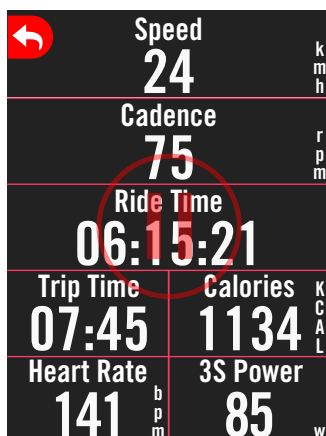 Speed
24 kmh
Cadence
75 rpm
Ride Time
06:15:21
Trip Time Calories
07:45 1134 KCAL
Heart Rate 3S Power
141 bpm 85 w